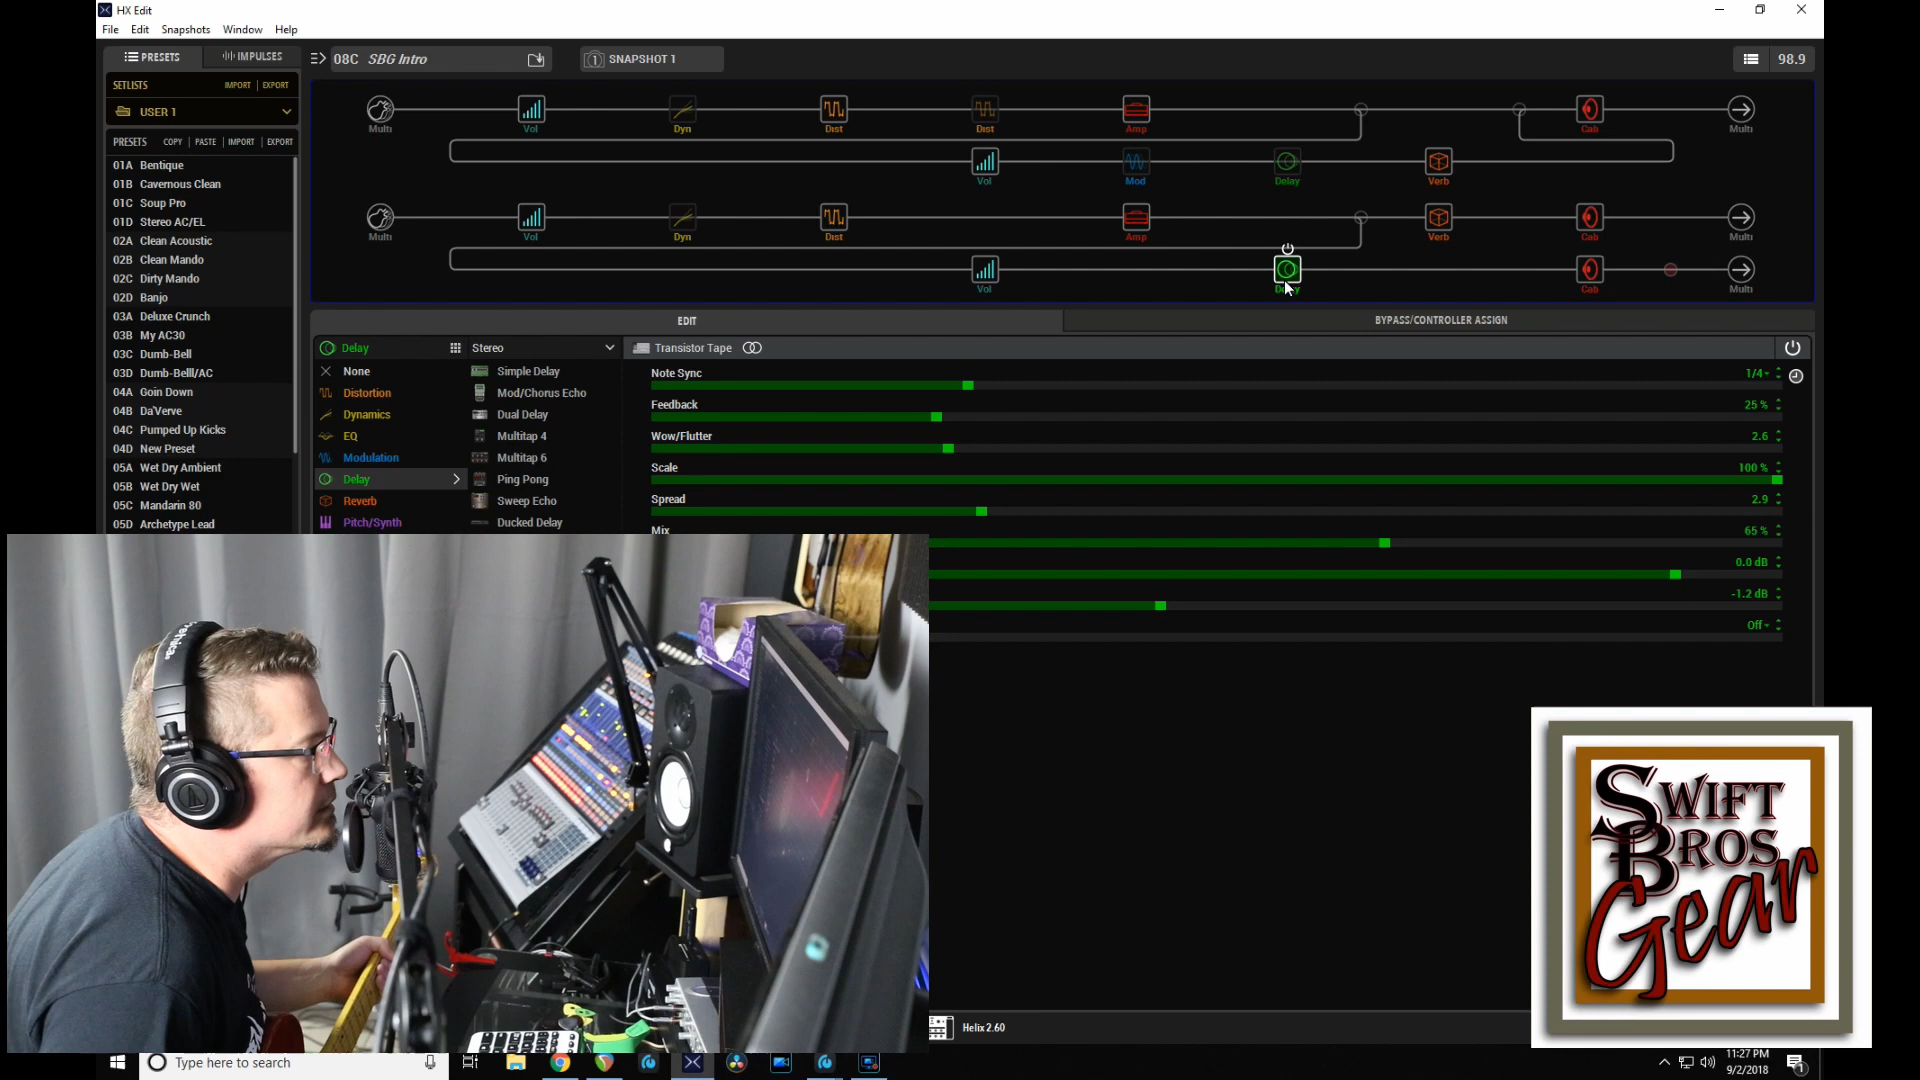 HX Edit
File Edit Snapshots Window Help
PRESETS IMPULSES
08C SBG Intro
1 SNAPSHOT 1
98.9
SETLISTS IMPORT | EXPORT
USER 1
PRESETS COPY | PASTE | IMPORT | EXPORT
01A Bentique
01B Cavernous Clean
01C Soup Pro
01D Stereo AC/EL
02A Clean Acoustic
02B Clean Mando
02C Dirty Mando
02D Banjo
03A Deluxe Crunch
03B My AC30
03C Dumb-Bell
03D Dumb-Belll/AC
04A Goin Down
04B Da'Verve
04C Pumped Up Kicks
04D New Preset
05A Wet Dry Ambient
05B Wet Dry Wet
05C Mandarin 80
05D Archetype Lead
Multi Vol Dyn Dist Dist Amp Cab Multi
Vol Mod Delay Verb
Multi Vol Dyn Dist Amp Verb Cab Multi
Vol Delay Cab Multi
EDIT
BYPASS/CONTROLLER ASSIGN
Delay
Stereo
Transistor Tape
None
Distortion
Dynamics
EQ
Modulation
Delay
Reverb
Pitch/Synth
Simple Delay
Mod/Chorus Echo
Dual Delay
Multitap 4
Multitap 6
Ping Pong
Sweep Echo
Ducked Delay
Note Sync 1/4
Feedback 25 %
Wow/Flutter 2.6
Scale 100 %
Spread 2.9
Mix 65 %
0.0 dB
-1.2 dB
Off
Helix 2.60
SWIFT
BROS
Gear
Type here to search
11:27 PM
9/2/2018
1